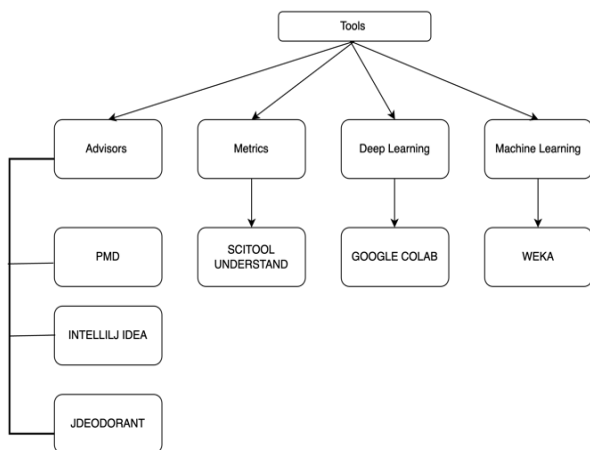 Tools
Advisors
Metrics
Deep Learning
Machine Learning
PMD
SCITOOL
UNDERSTAND
GOOGLE COLAB
WEKA
INTELLILJ IDEA
JDEODORANT